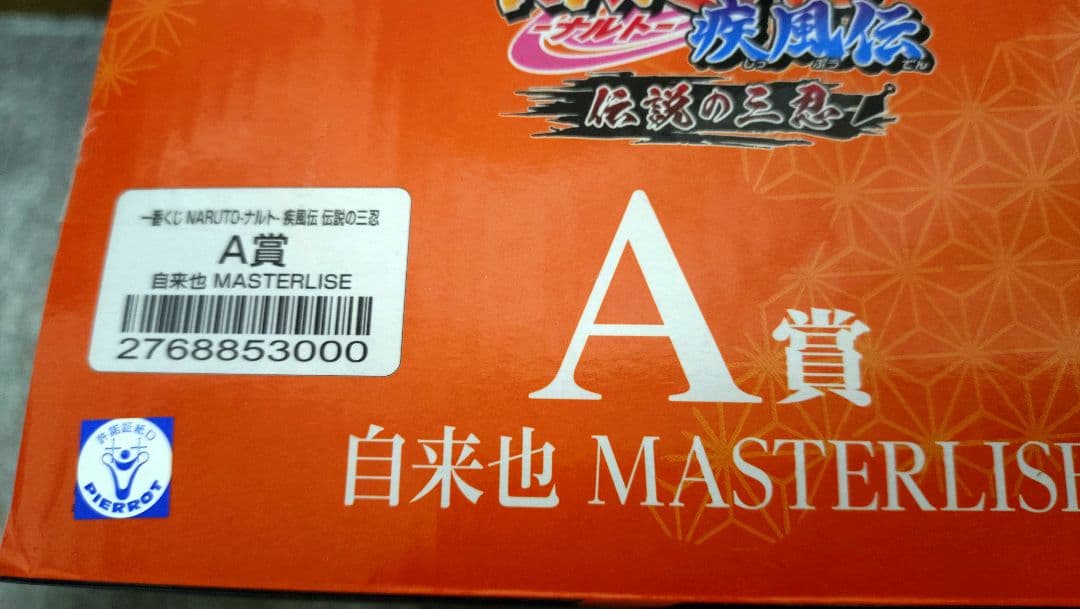 -ナルト-
疾風伝
しっ ぷう でん
伝説の三忍
一番くじ NARUTO-ナルト- 疾風伝 伝説の三忍
A賞
自来也 MASTERLISE
2768853000
A賞
自来也 MASTERLISE
許諾証紙D
PIERROT